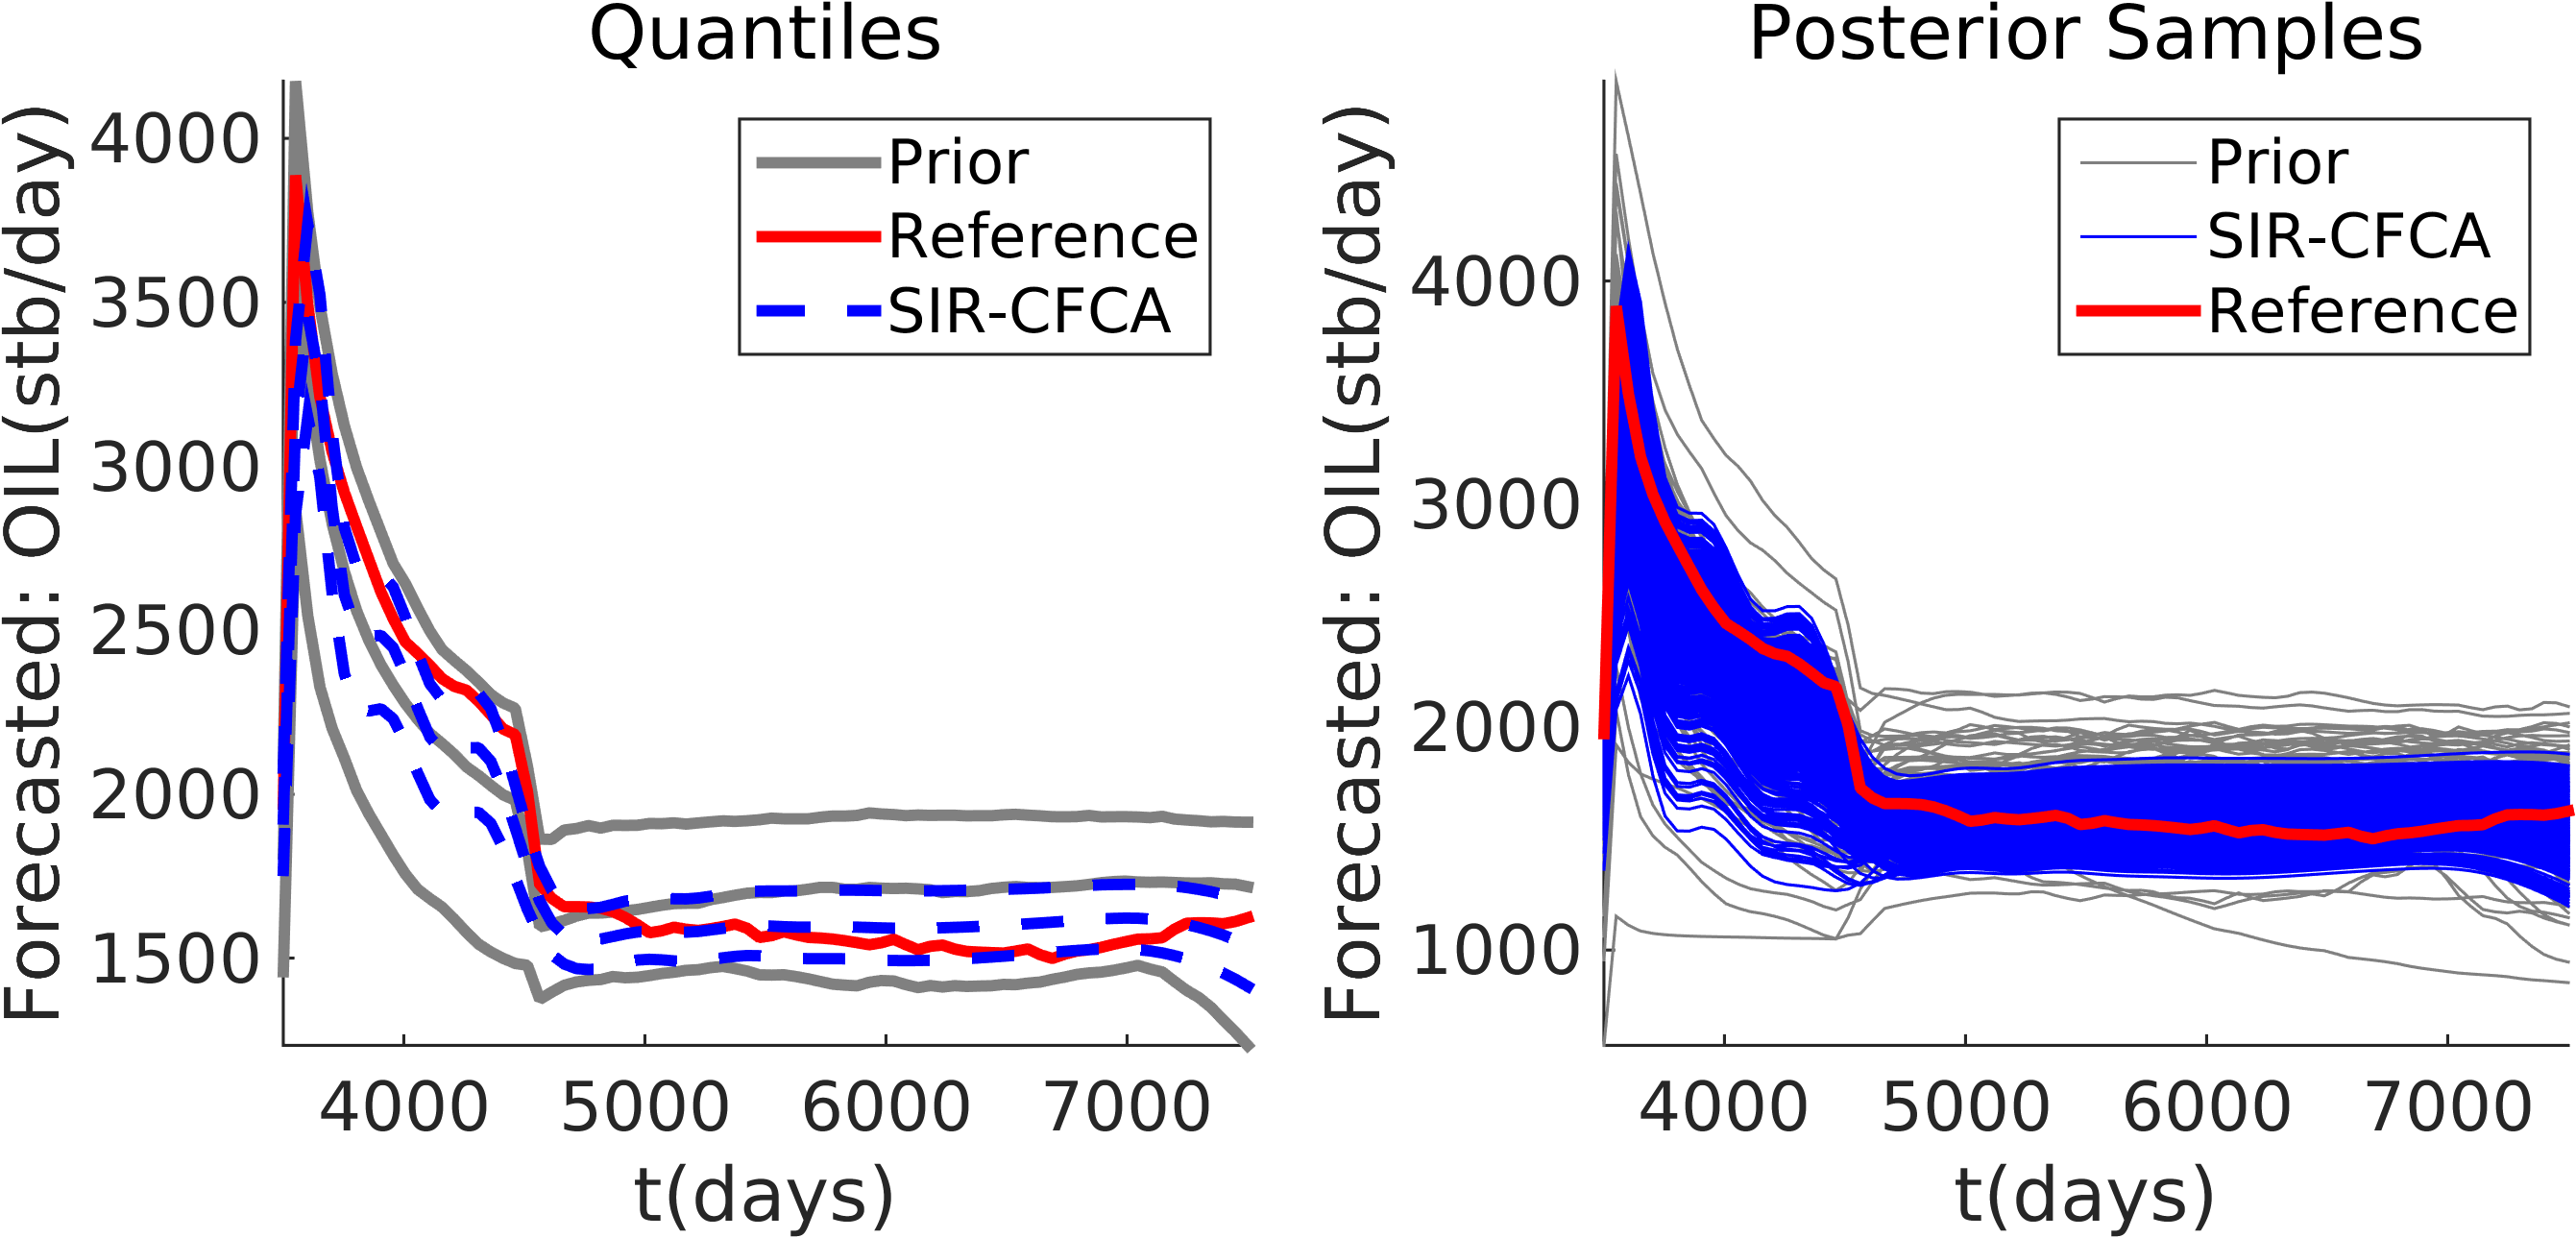 Quantiles
Forecasted: OIL(stb/day)
4000
3500
3000
2500
2000
1500
Prior
Reference
SIR-CFCA
4000 5000 6000 7000
t(days)
Posterior Samples
Forecasted: OIL(stb/day)
4000
3000
2000
1000
Prior
SIR-CFCA
Reference
4000 5000 6000 7000
t(days)